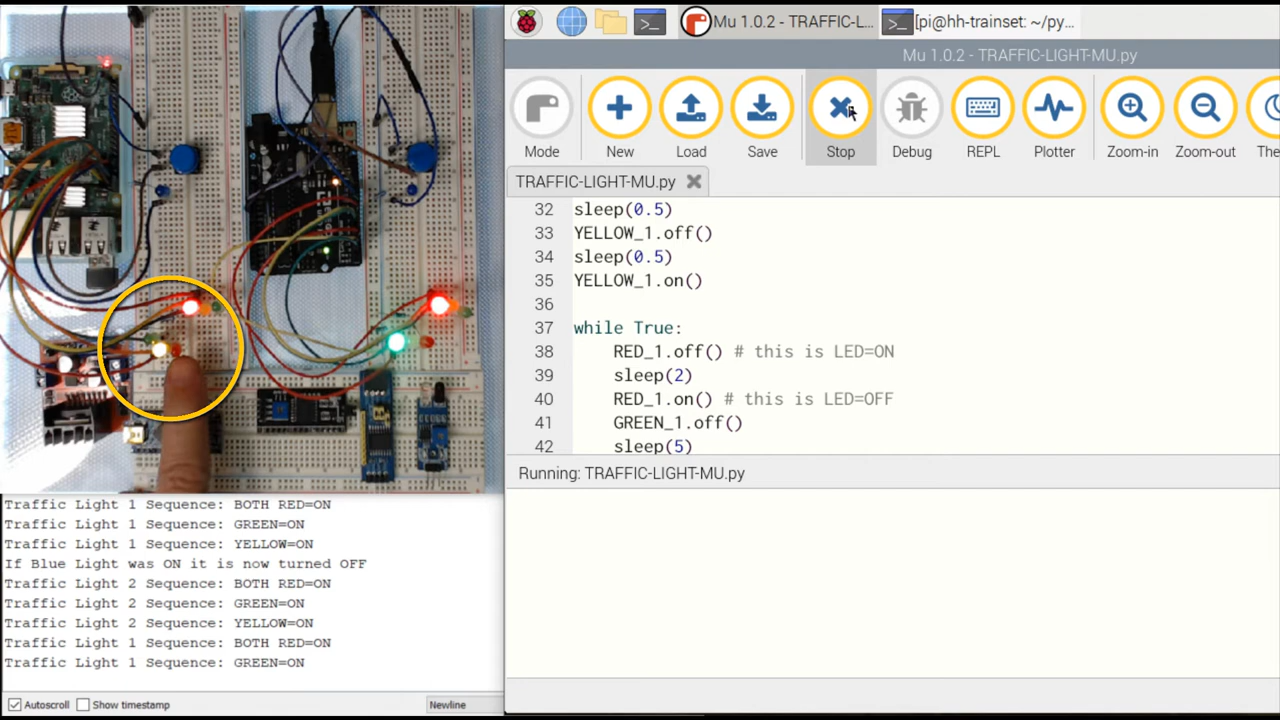 Mu 1.0.2 - TRAFFIC-L...
[pi@hh-trainset: ~/py...
Mu 1.0.2 - TRAFFIC-LIGHT-MU.py
Mode
New
Load
Save
Stop
Debug
REPL
Plotter
Zoom-in
Zoom-out
The
TRAFFIC-LIGHT-MU.py
32 sleep(0.5)
33 YELLOW_1.off()
34 sleep(0.5)
35 YELLOW_1.on()
36
37 while True:
38 RED_1.off() # this is LED=ON
39 sleep(2)
40 RED_1.on() # this is LED=OFF
41 GREEN_1.off()
42 sleep(5)
Running: TRAFFIC-LIGHT-MU.py
Traffic Light 1 Sequence: BOTH RED=ON
Traffic Light 1 Sequence: GREEN=ON
Traffic Light 1 Sequence: YELLOW=ON
If Blue Light was ON it is now turned OFF
Traffic Light 2 Sequence: BOTH RED=ON
Traffic Light 2 Sequence: GREEN=ON
Traffic Light 2 Sequence: YELLOW=ON
Traffic Light 1 Sequence: BOTH RED=ON
Traffic Light 1 Sequence: GREEN=ON
Autoscroll
Show timestamp
Newline